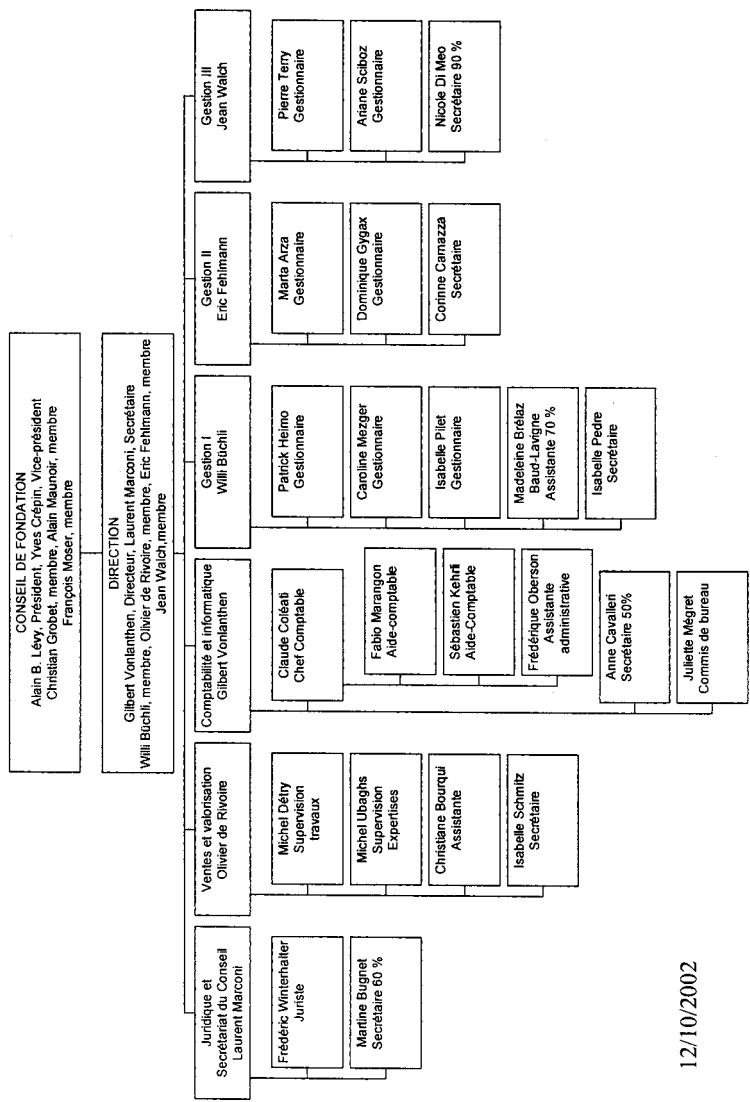 CONSEIL DE FONDATION
Alain B. Lévy, Président, Yves Crépin, Vice-président
Christian Grobet, membre, Alain Maunoir, membre
François Moser, membre
DIRECTION
Gilbert Vonlanthen, Directeur, Laurent Marconi, Secrétaire
Willi Büchli, membre, Olivier de Rivoire, membre, Eric Fehlmann, membre
Jean Walch,membre
Juridique et
Secrétariat du Conseil
Laurent Marconi
Frédéric Winterhalter
Juriste
Martine Bugnet
Secrétaire 60 %
Ventes et valorisation
Olivier de Rivoire
Michel Détry
Supervision
travaux
Michel Ubaghs
Supervision
Expertises
Christiane Bourqui
Assistante
Isabelle Schmitz
Secrétaire
Comptabilité et informatique
Gilbert Vonlanthen
Claude Coléati
Chef Comptable
Fabio Marangon
Aide-comptable
Sébastien Kehrli
Aide-Comptable
Frédérique Oberson
Assistante
administrative
Anne Cavalleri
Secrétaire 50%
Juliette Mégret
Commis de bureau
Gestion I
Willi Büchli
Patrick Heimo
Gestionnaire
Caroline Mezger
Gestionnaire
Isabelle Pilet
Gestionnaire
Madeleine Brélaz
Baud-Lavigne
Assistante 70 %
Isabelle Pedre
Secrétaire
Gestion II
Eric Fehlmann
Marta Arza
Gestionnaire
Dominique Gygax
Gestionnaire
Corinne Carnazza
Secrétaire
Gestion III
Jean Walch
Pierre Terry
Gestionnaire
Ariane Sciboz
Gestionnaire
Nicole Di Meo
Secrétaire 90 %
12/10/2002